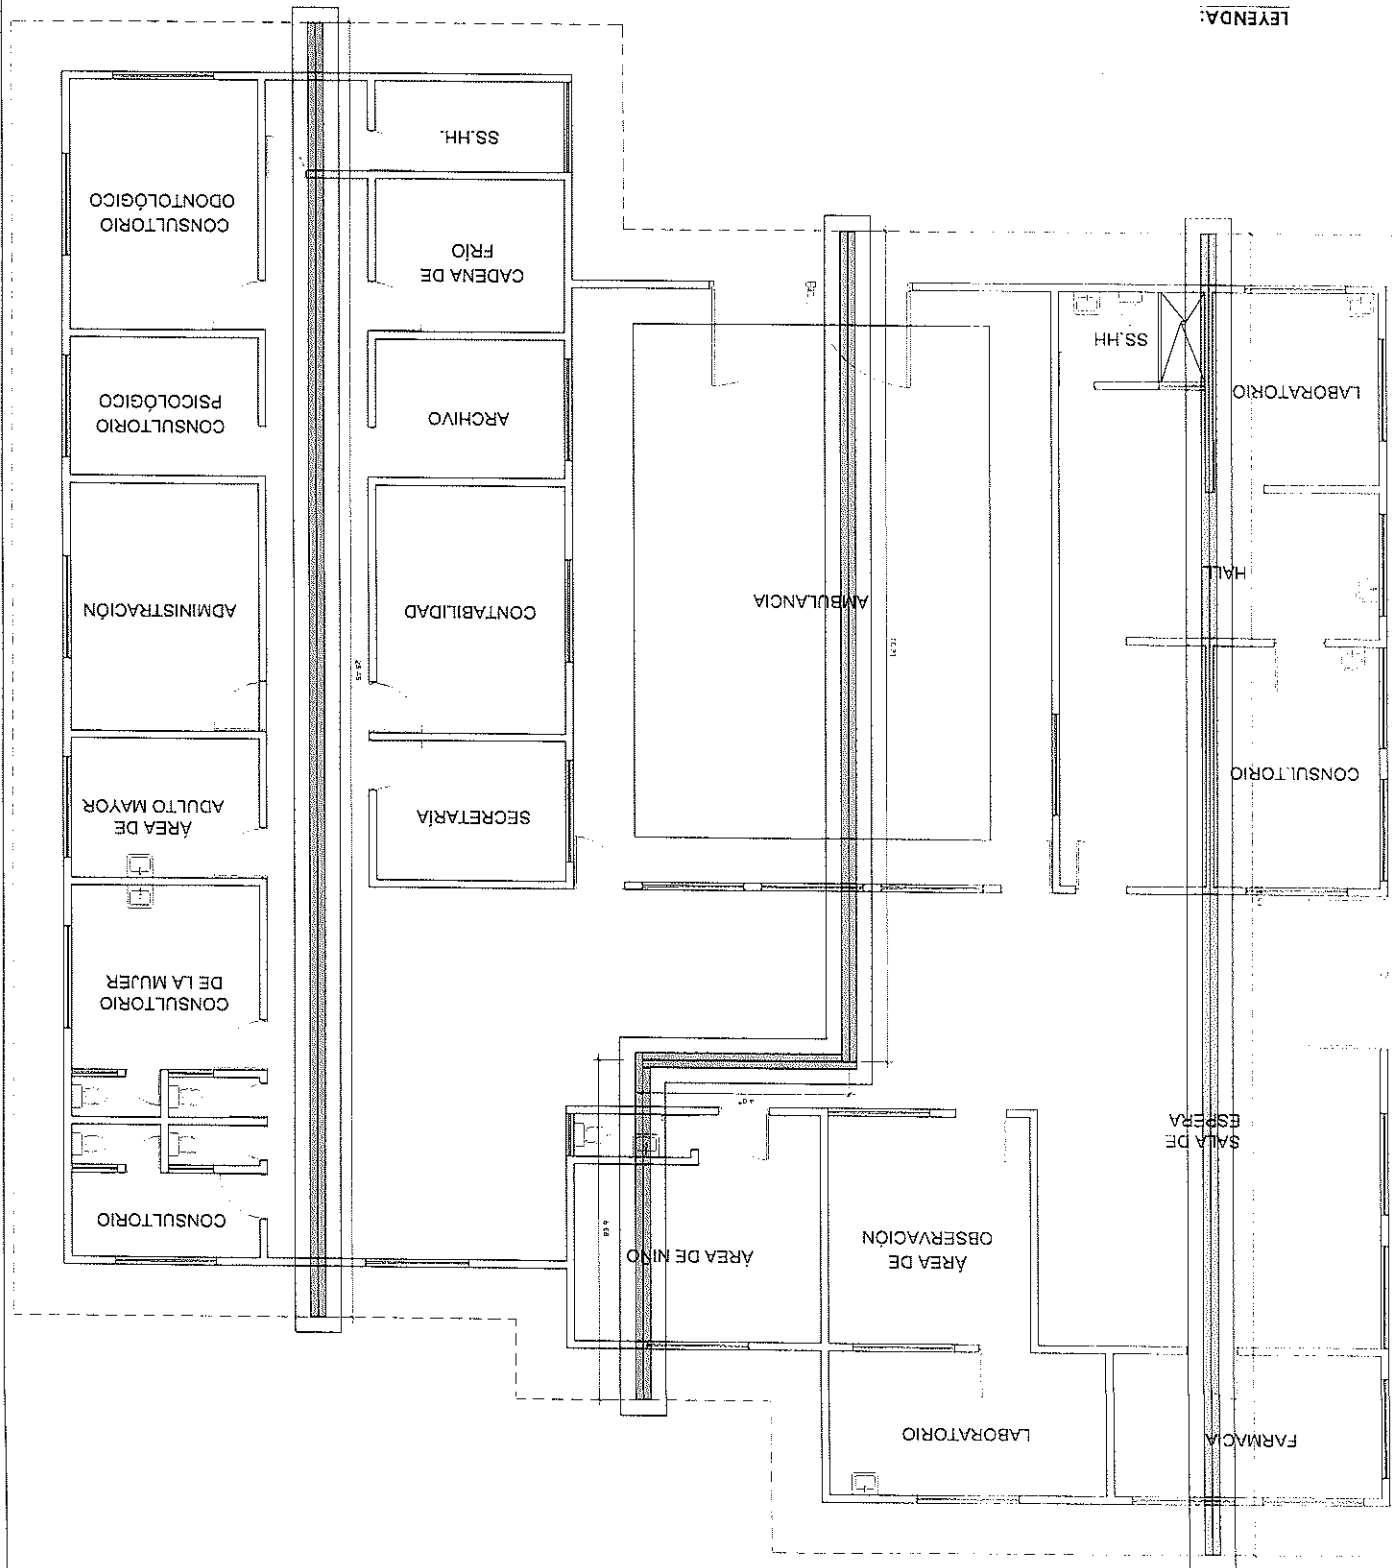 FARMACIA
LABORATORIO
ÁREA DE
OBSERVACIÓN
ÁREA DE NIÑO
CONSULTORIO
SALA DE
ESPERA
CONSULTORIO
DE LA MUJER
CONSULTORIO
SECRETARÍA
ÁREA DE
ADULTO MAYOR
HALL
AMBULANCIA
CONTABILIDAD
ADMINISTRACIÓN
LABORATORIO
SS.HH
ARCHIVO
CONSULTORIO
PSICOLÓGICO
CADENA DE
FRÍO
CONSULTORIO
ODONTOLÓGICO
SS.HH.
LEYENDA: